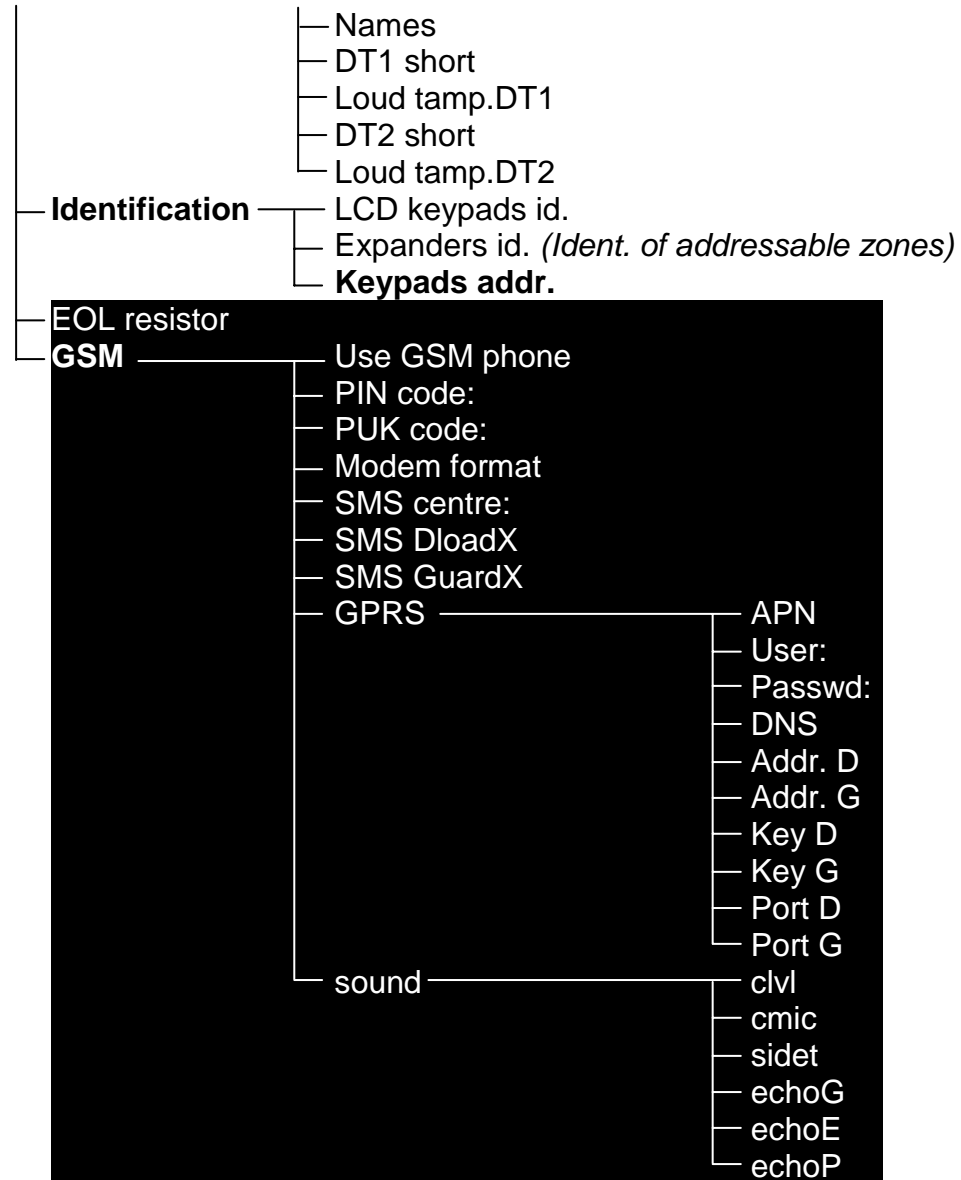 Names
DT1 short
Loud tamp.DT1
DT2 short
Loud tamp.DT2
Identification LCD keypads id.
Expanders id. (Ident. of addressable zones)
Keypads addr.
EOL resistor
GSM Use GSM phone
PIN code:
PUK code:
Modem format
SMS centre:
SMS DloadX
SMS GuardX
GPRS APN
User:
Passwd:
DNS
Addr. D
Addr. G
Key D
Key G
Port D
Port G
sound clvl
cmic
sidet
echoG
echoE
echoP